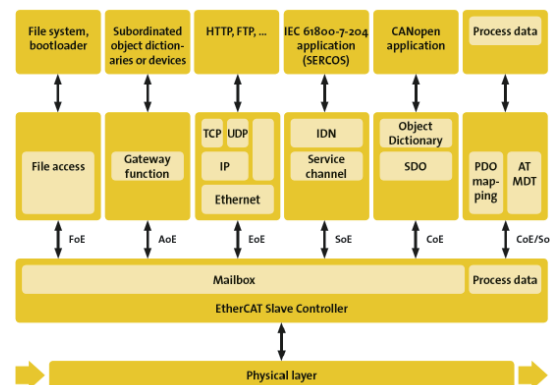 File system,
bootloader
Subordinated
object diction-
aries or devices
HTTP, FTP, ...
IEC 61800-7-204
application
(SERCOS)
CANopen
application
Process data
File access
Gateway
function
TCP UDP
IP
Ethernet
IDN
Service
channel
Object
Dictionary
SDO
PDO
map-
ping
AT
MDT
FoE
AoE
EoE
SoE
CoE
CoE/So
Mailbox
Process data
EtherCAT Slave Controller
Physical layer